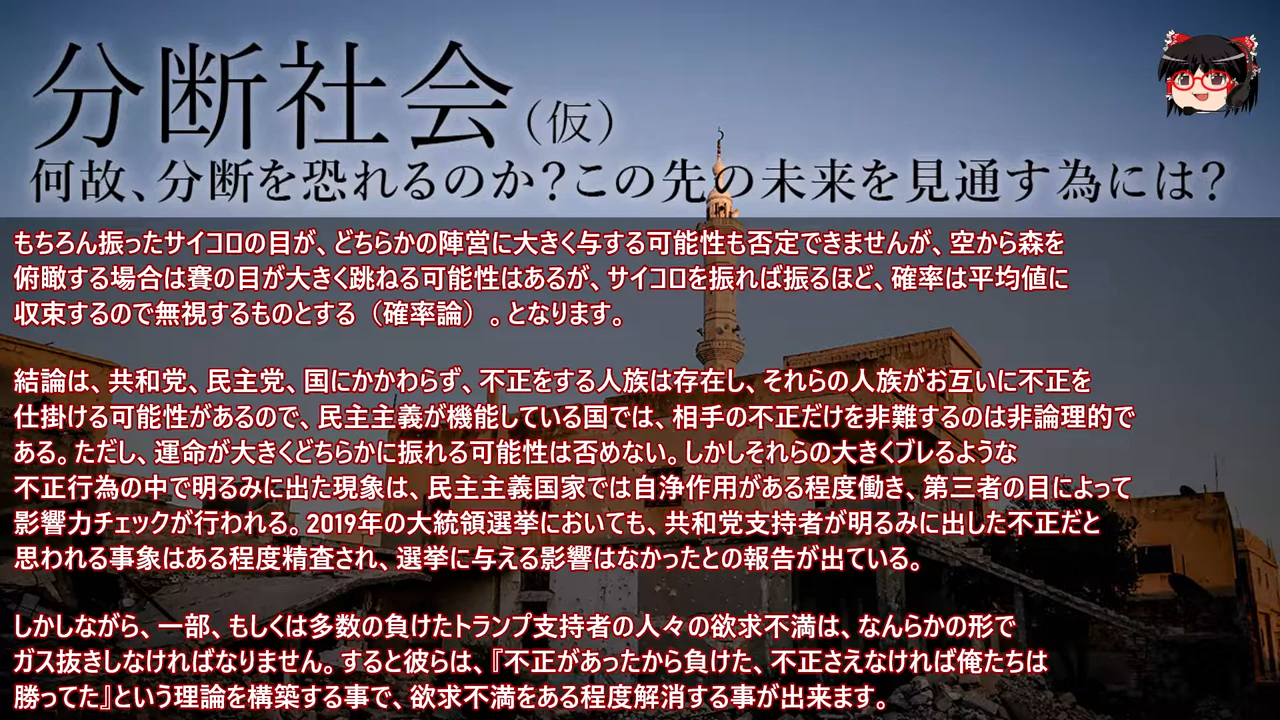 分断社会（仮）
何故、分断を恐れるのか？この先の未来を見通す為には？
もちろん振ったサイコロの目が、どちらかの陣営に大きく与する可能性も否定できませんが、空から森を
俯瞰する場合は賽の目が大きく跳ねる可能性はあるが、サイコロを振れば振るほど、確率は平均値に
収束するので無視するものとする（確率論）。となります。
結論は、共和党、民主党、国にかかわらず、不正をする人族は存在し、それらの人族がお互いに不正を
仕掛ける可能性があるので、民主主義が機能している国では、相手の不正だけを非難するのは非論理的で
ある。ただし、運命が大きくどちらかに振れる可能性は否めない。しかしそれらの大きくブレるような
不正行為の中で明るみに出た現象は、民主主義国家では自浄作用がある程度働き、第三者の目によって
影響力チェックが行われる。2019年の大統領選挙においても、共和党支持者が明るみに出した不正だと
思われる事象はある程度精査され、選挙に与える影響はなかったとの報告が出ている。
しかしながら、一部、もしくは多数の負けたトランプ支持者の人々の欲求不満は、なんらかの形で
ガス抜きしなければなりません。すると彼らは、『不正があったから負けた、不正さえなければ俺たちは
勝ってた』という理論を構築する事で、欲求不満をある程度解消する事が出来ます。